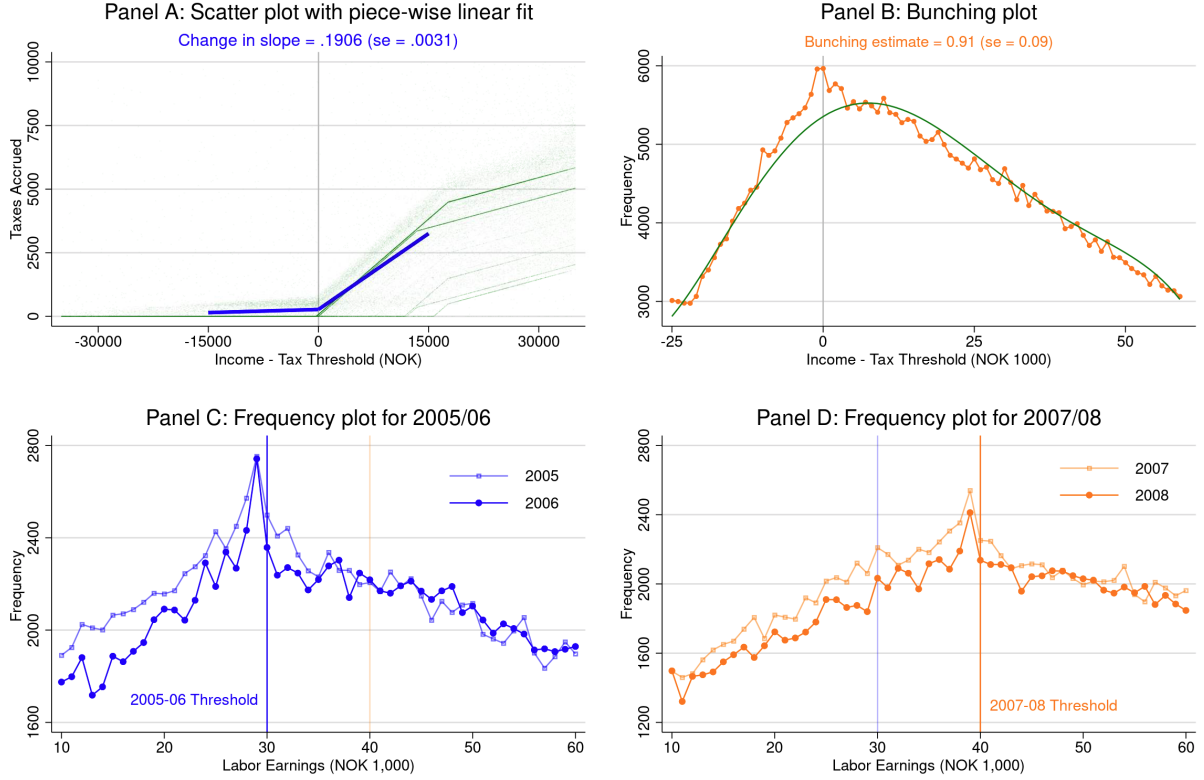 Panel A: Scatter plot with piece-wise linear fit
Change in slope = .1906 (se = .0031)
Taxes Accrued
10000
7500
5000
2500
0
-30000 -15000 0 15000 30000
Income - Tax Threshold (NOK)
Panel B: Bunching plot
Bunching estimate = 0.91 (se = 0.09)
Frequency
6000
5000
4000
3000
-25 0 25 50
Income - Tax Threshold (NOK 1000)
Panel C: Frequency plot for 2005/06
Frequency
2800
2400
2000
1600
2005
2006
2005-06 Threshold
10 20 30 40 50 60
Labor Earnings (NOK 1,000)
Panel D: Frequency plot for 2007/08
Frequency
2800
2400
2000
1600
1200
2007
2008
2007-08 Threshold
10 20 30 40 50 60
Labor Earnings (NOK 1,000)